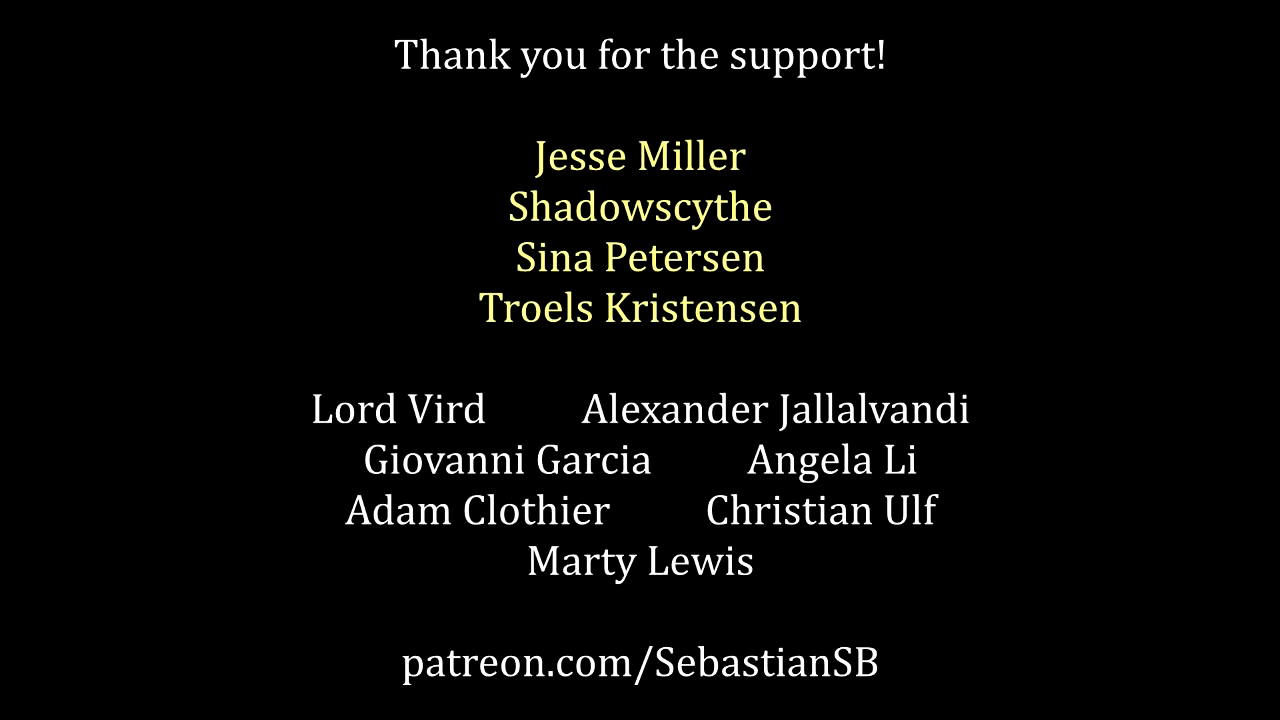 Thank you for the support!
Jesse Miller
Shadowscythe
Sina Petersen
Troels Kristensen
Lord Vird Alexander Jallalvandi
Giovanni Garcia Angela Li
Adam Clothier Christian Ulf
Marty Lewis
patreon.com/SebastianSB